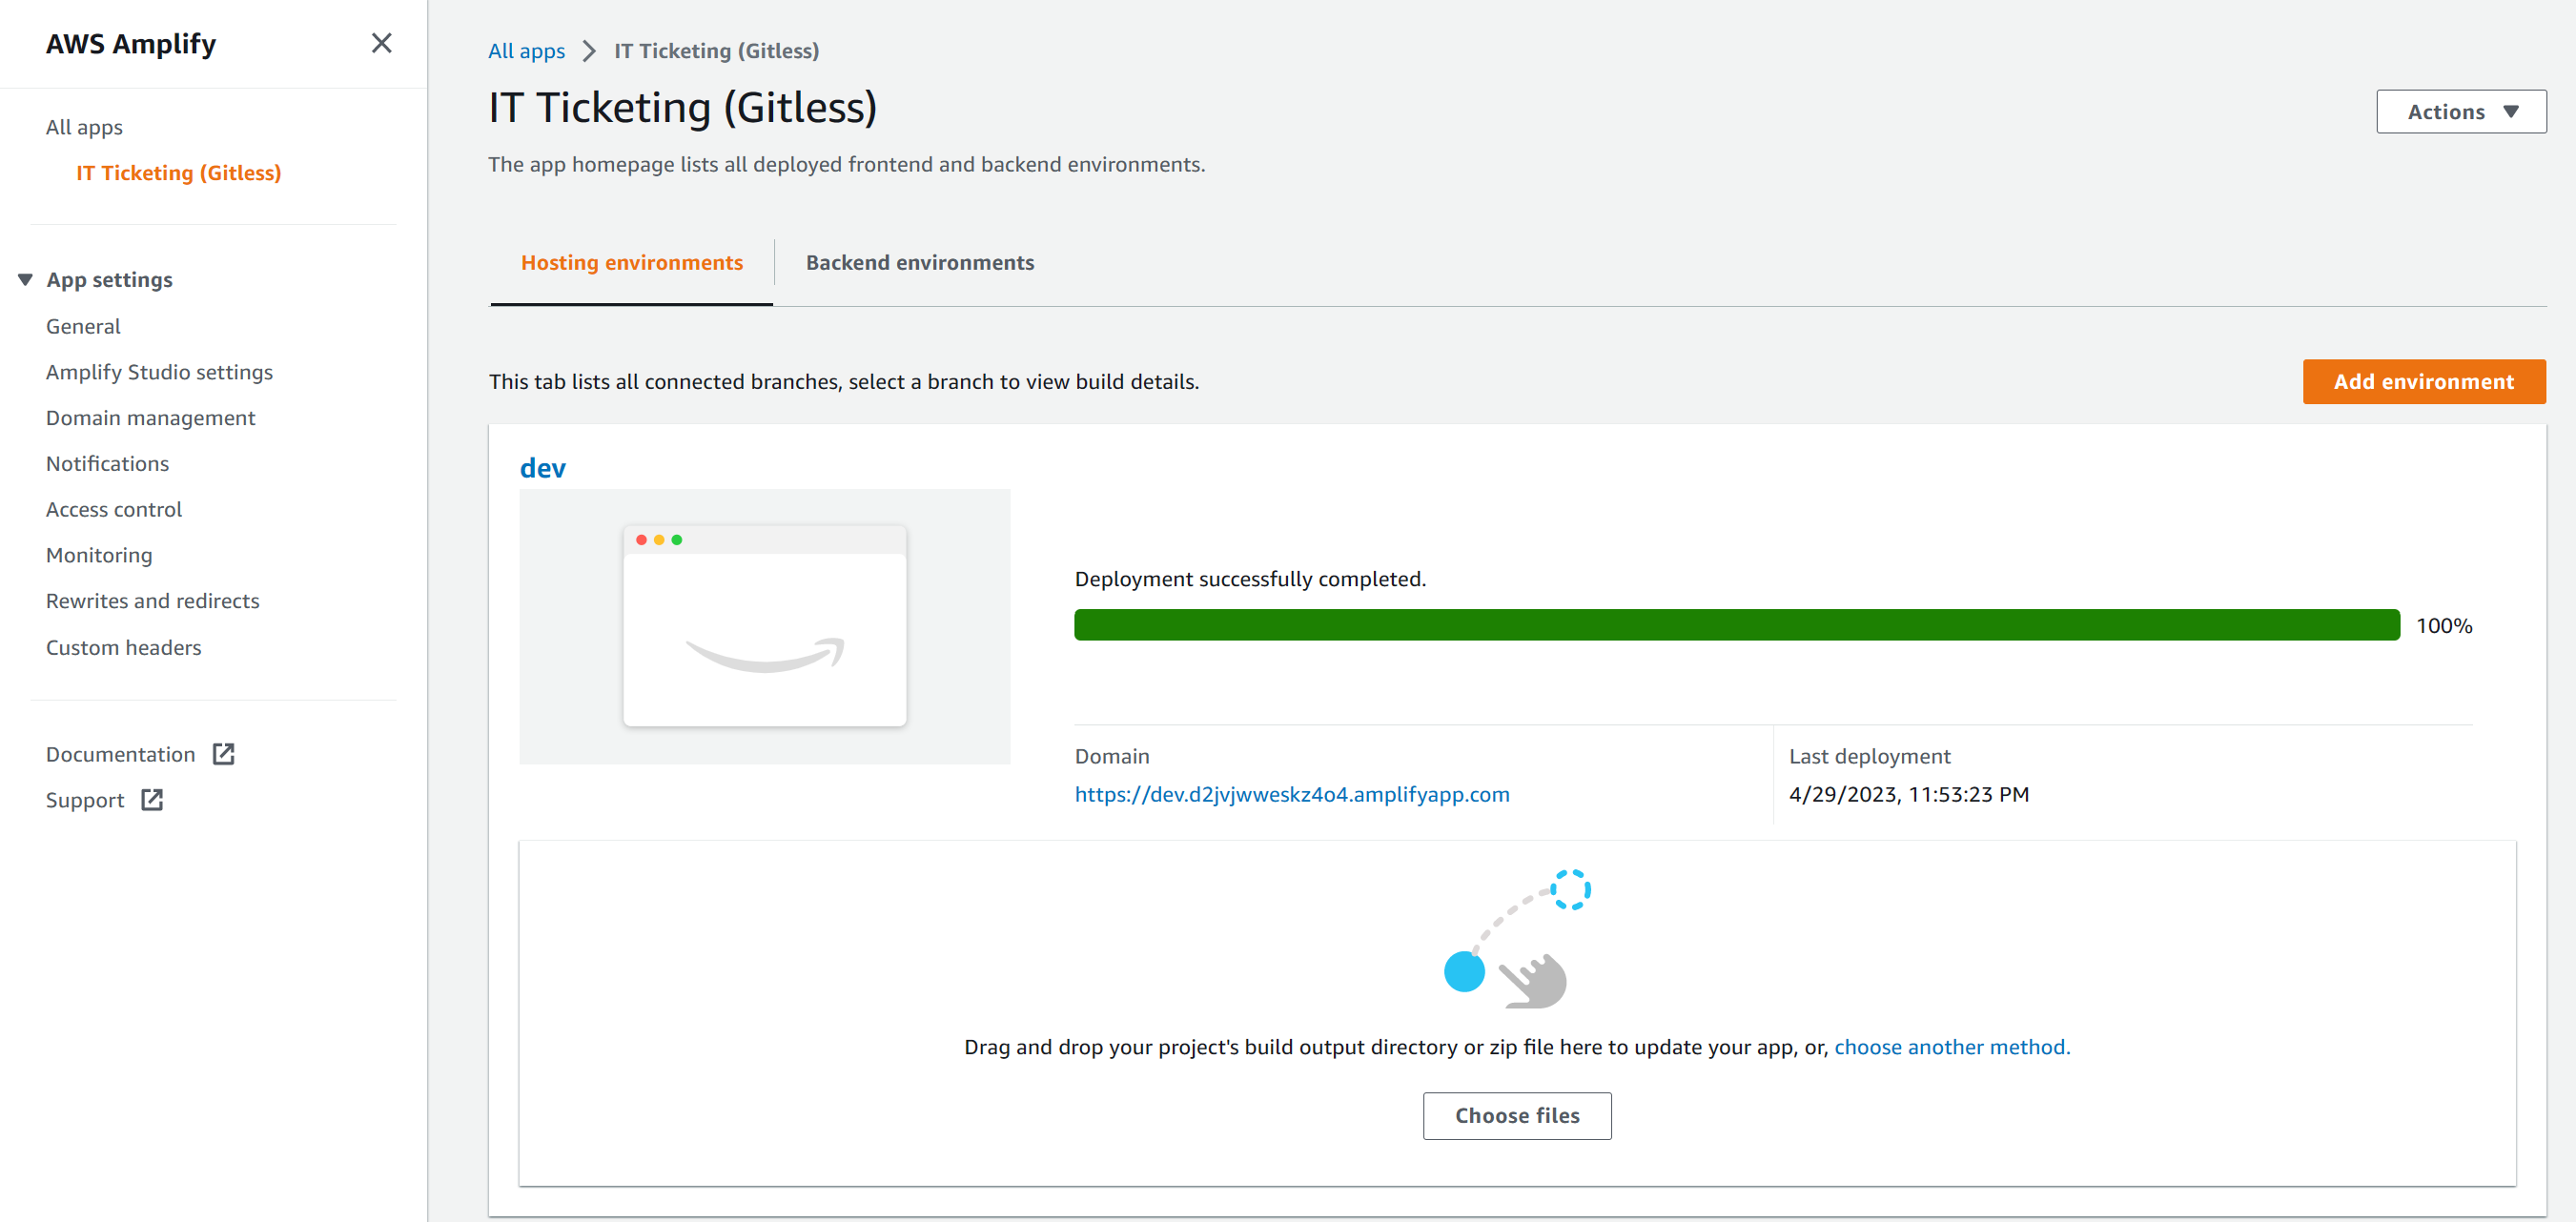 AWS Amplify
All apps
IT Ticketing (Gitless)
App settings
General
Amplify Studio settings
Domain management
Notifications
Access control
Monitoring
Rewrites and redirects
Custom headers
Documentation
Support
All apps IT Ticketing (Gitless)
IT Ticketing (Gitless)
Actions
The app homepage lists all deployed frontend and backend environments.
Hosting environments
Backend environments
This tab lists all connected branches, select a branch to view build details.
Add environment
dev
Deployment successfully completed.
100%
Domain
https://dev.d2jvjwweskz4o4.amplifyapp.com
Last deployment
4/29/2023, 11:53:23 PM
Drag and drop your project's build output directory or zip file here to update your app, or, choose another method.
Choose files